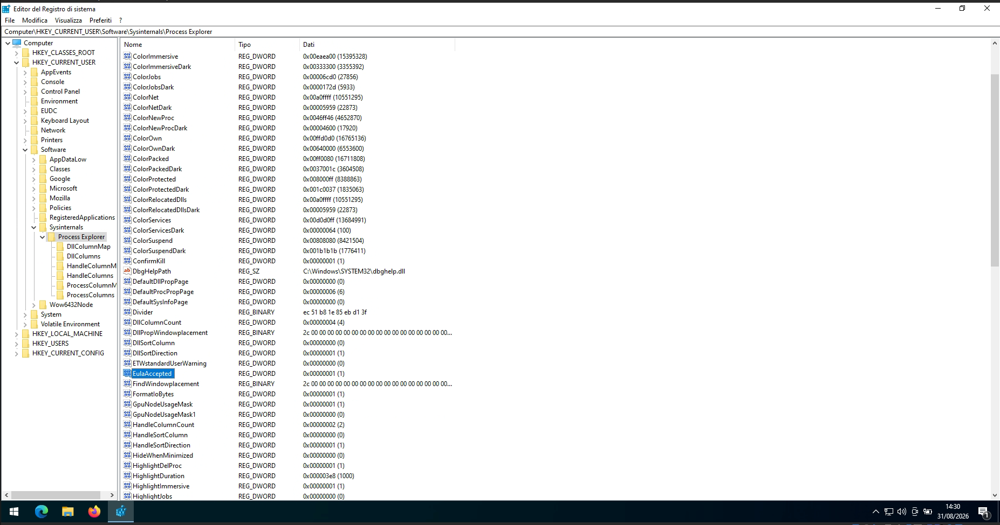 Editor del Registro di sistema
File Modifica Visualizza Preferiti ?
Computer\HKEY_CURRENT_USER\Software\Sysinternals\Process Explorer
Computer
HKEY_CLASSES_ROOT
HKEY_CURRENT_USER
AppEvents
Console
Control Panel
Environment
EUDC
Keyboard Layout
Network
Printers
Software
AppDataLow
Classes
Google
Microsoft
Mozilla
Policies
RegisteredApplications
Sysinternals
Process Explorer
DllColumnMap
DllColumns
HandleColumnM
HandleColumns
ProcessColumnM
ProcessColumns
Wow6432Node
System
Volatile Environment
HKEY_LOCAL_MACHINE
HKEY_USERS
HKEY_CURRENT_CONFIG
Nome Tipo Dati
ColorImmersive REG_DWORD 0x00eaea00 (15395328)
ColorImmersiveDark REG_DWORD 0x00333300 (3355392)
ColorJobs REG_DWORD 0x00006cd0 (27856)
ColorJobsDark REG_DWORD 0x0000172d (5933)
ColorNet REG_DWORD 0x00a0ffff (10551295)
ColorNetDark REG_DWORD 0x00005959 (22873)
ColorNewProc REG_DWORD 0x0046ff46 (4652870)
ColorNewProcDark REG_DWORD 0x00004600 (17920)
ColorOwn REG_DWORD 0x00ffd0d0 (16765136)
ColorOwnDark REG_DWORD 0x00640000 (6553600)
ColorPacked REG_DWORD 0x00ff0080 (16711808)
ColorPackedDark REG_DWORD 0x0037001c (3604508)
ColorProtected REG_DWORD 0x008000ff (8388863)
ColorProtectedDark REG_DWORD 0x001c0037 (1835063)
ColorRelocatedDlls REG_DWORD 0x00a0ffff (10551295)
ColorRelocatedDllsDark REG_DWORD 0x00005959 (22873)
ColorServices REG_DWORD 0x00d0d0ff (13684991)
ColorServicesDark REG_DWORD 0x00000064 (100)
ColorSuspend REG_DWORD 0x00808080 (8421504)
ColorSuspendDark REG_DWORD 0x001b1b1b (1776411)
ConfirmKill REG_DWORD 0x00000001 (1)
DbgHelpPath REG_SZ C:\Windows\SYSTEM32\dbghelp.dll
DefaultDllPropPage REG_DWORD 0x00000000 (0)
DefaultProcPropPage REG_DWORD 0x00000006 (6)
DefaultSysInfoPage REG_DWORD 0x00000000 (0)
Divider REG_BINARY ec 51 b8 1e 85 eb d1 3f
DllColumnCount REG_DWORD 0x00000004 (4)
DllPropWindowplacement REG_BINARY 2c 00 00 00 00 00 00 00 00 00 00 00 00 00 00 00 00 00...
DllSortColumn REG_DWORD 0x00000000 (0)
DllSortDirection REG_DWORD 0x00000001 (1)
ETWstandardUserWarning REG_DWORD 0x00000000 (0)
EulaAccepted REG_DWORD 0x00000001 (1)
FindWindowplacement REG_BINARY 2c 00 00 00 00 00 00 00 00 00 00 00 00 00 00 00 00 00...
FormatIoBytes REG_DWORD 0x00000001 (1)
GpuNodeUsageMask REG_DWORD 0x00000001 (1)
GpuNodeUsageMask1 REG_DWORD 0x00000000 (0)
HandleColumnCount REG_DWORD 0x00000002 (2)
HandleSortColumn REG_DWORD 0x00000000 (0)
HandleSortDirection REG_DWORD 0x00000001 (1)
HideWhenMinimized REG_DWORD 0x00000000 (0)
HighlightDelProc REG_DWORD 0x00000001 (1)
HighlightDuration REG_DWORD 0x000003e8 (1000)
HighlightImmersive REG_DWORD 0x00000001 (1)
HighlightJobs REG_DWORD 0x00000000 (0)
14:30
31/08/2026
1